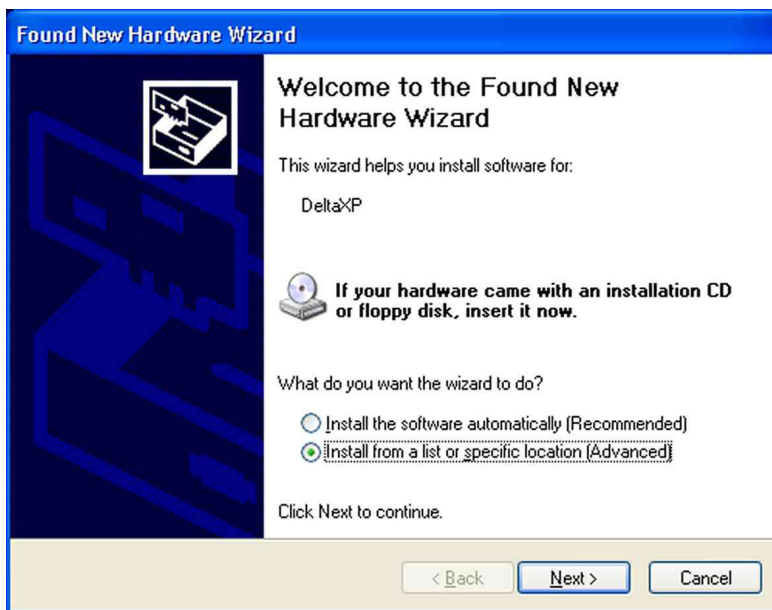 Found New Hardware Wizard
Welcome to the Found New
Hardware Wizard
This wizard helps you install software for:
DeltaXP
If your hardware came with an installation CD
or floppy disk, insert it now.
What do you want the wizard to do?
Install the software automatically (Recommended)
Install from a list or specific location (Advanced)
Click Next to continue.
< Back Next > Cancel